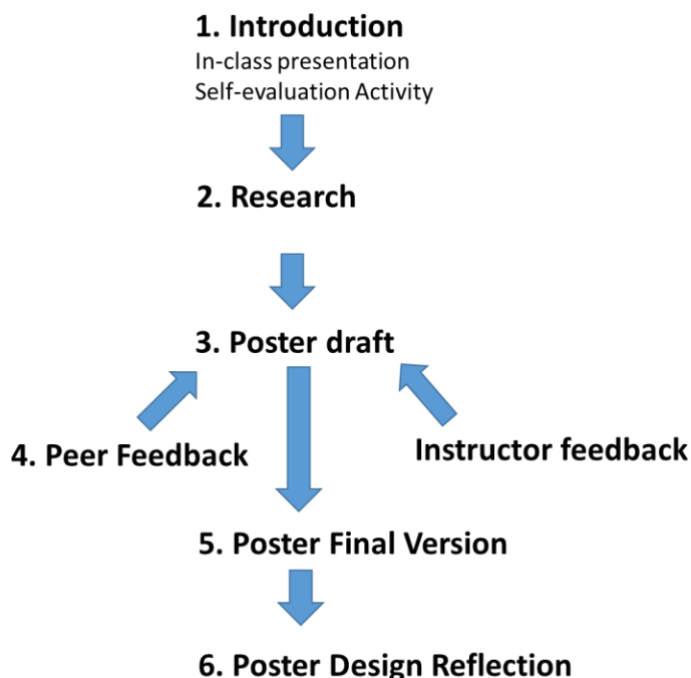 1. Introduction
In-class presentation
Self-evaluation Activity
2. Research
3. Poster draft
4. Peer Feedback
Instructor feedback
5. Poster Final Version
6. Poster Design Reflection